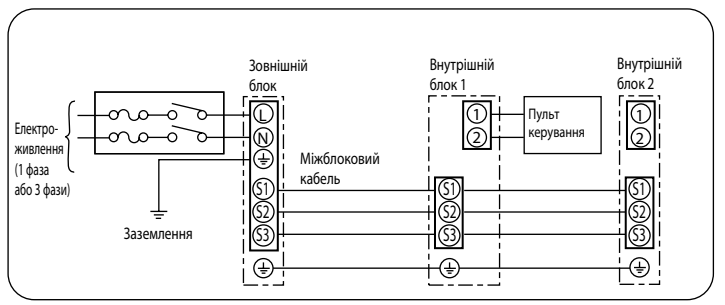 Зовнішній
блок
Внутрішній
блок 1
Внутрішній
блок 2
Електро-
живлення
(1 фаза
або 3 фази)
L
N
S1
S2
S3
Заземлення
Міжблоковий
кабель
1
2
Пульт
керування
S1
S2
S3
1
2
S1
S2
S3